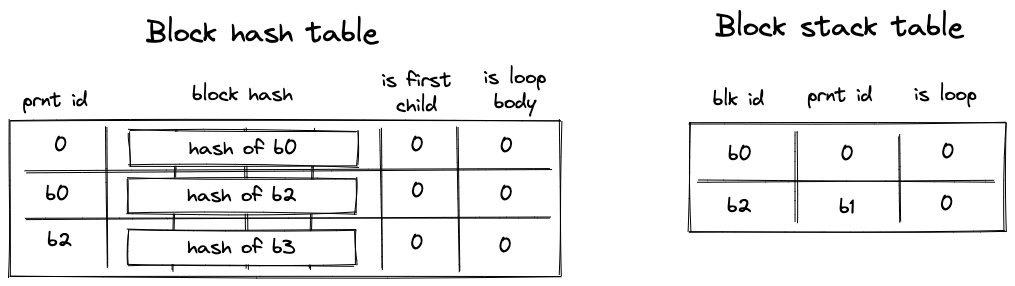 Block hash table
prnt id block hash is first child is loop body
0 hash of b0 0 0
b0 hash of b2 0 0
b2 hash of b3 0 0
Block stack table
blk id prnt id is loop
b0 0 0
b2 b1 0